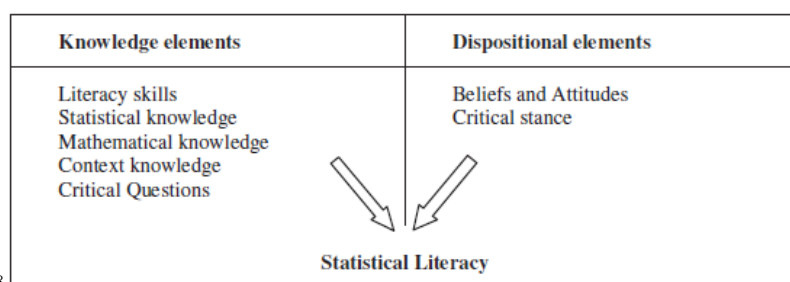 Knowledge elements
Dispositional elements
Literacy skills
Statistical knowledge
Mathematical knowledge
Context knowledge
Critical Questions
Beliefs and Attitudes
Critical stance
Statistical Literacy